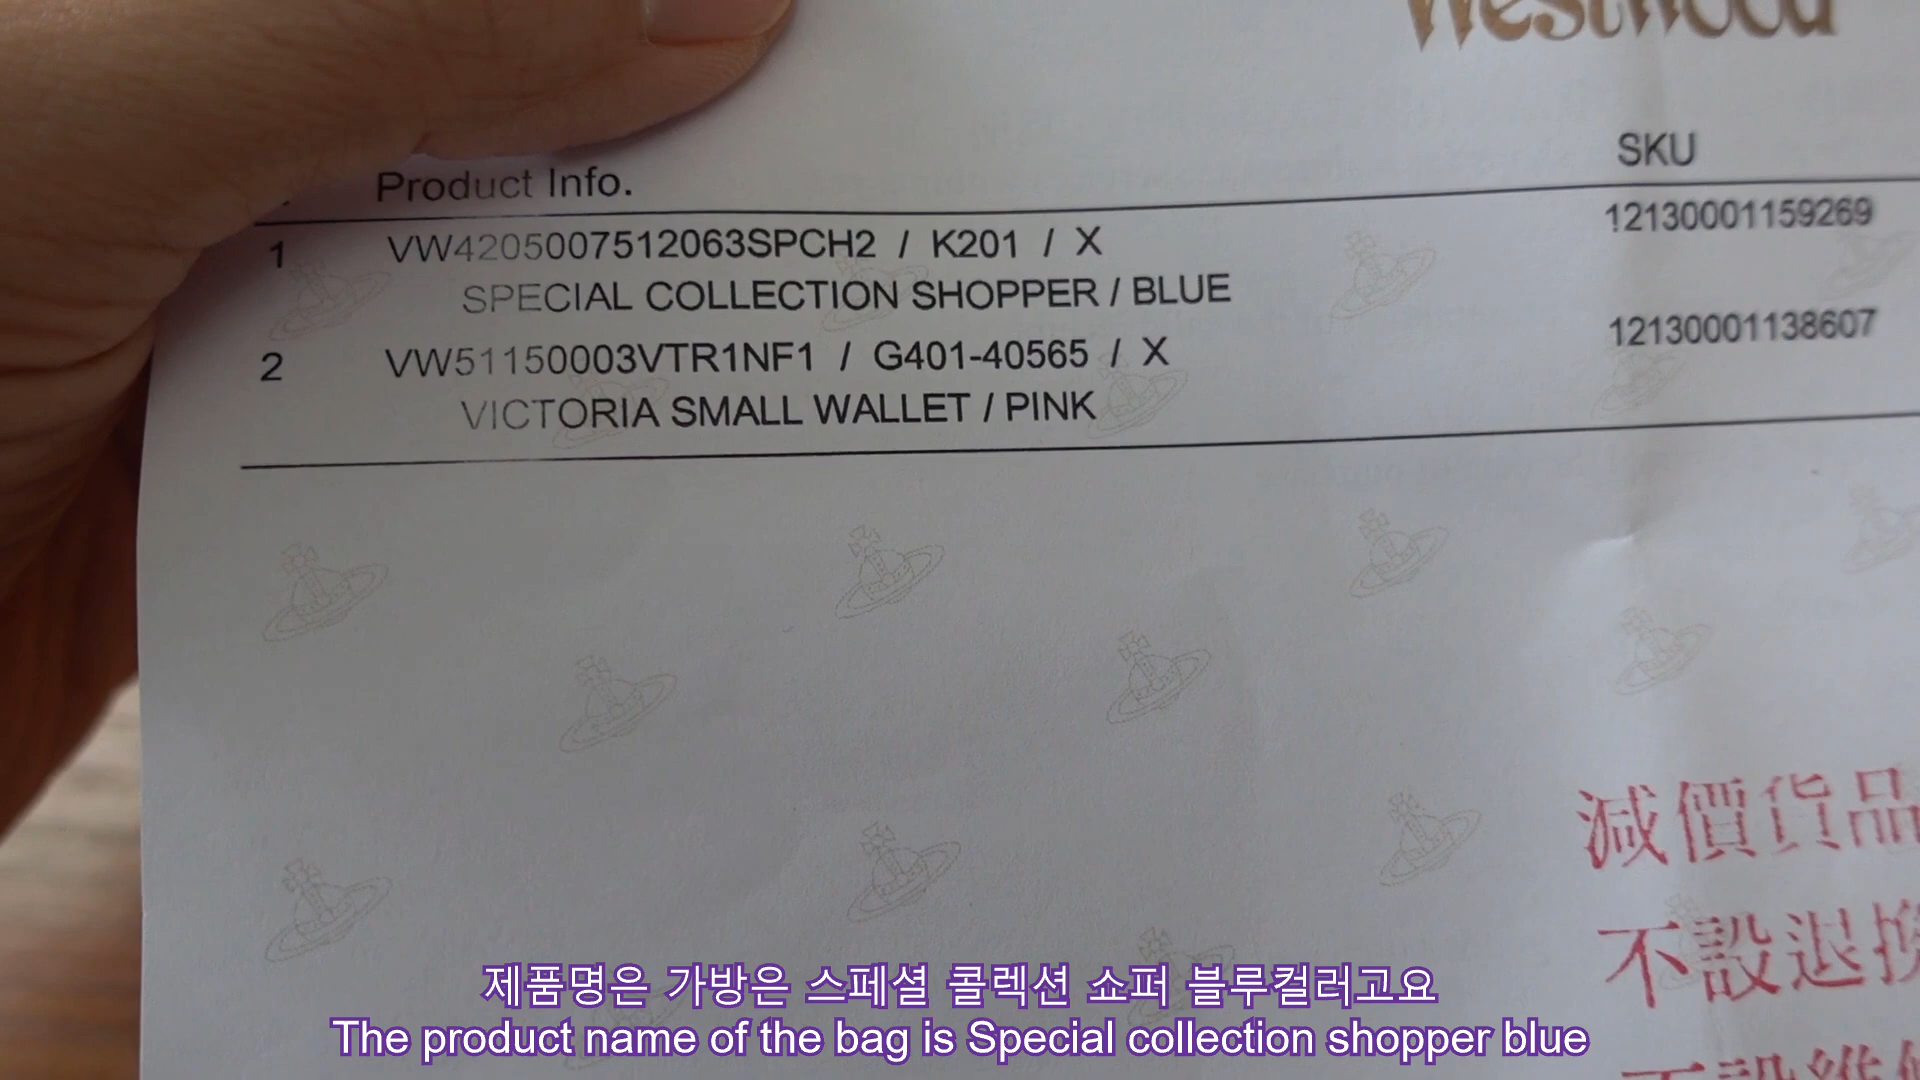 Westwood
Product Info.
SKU
1 VW4205007512063SPCH2 / K201 / X
12130001159269
SPECIAL COLLECTION SHOPPER / BLUE
2 VW51150003VTR1NF1 / G401-40565 / X
12130001138607
VICTORIA SMALL WALLET / PINK
減價貨品
不設退換
제품명은 가방은 스페셜 콜렉션 쇼퍼 블루컬러고요
The product name of the bag is Special collection shopper blue